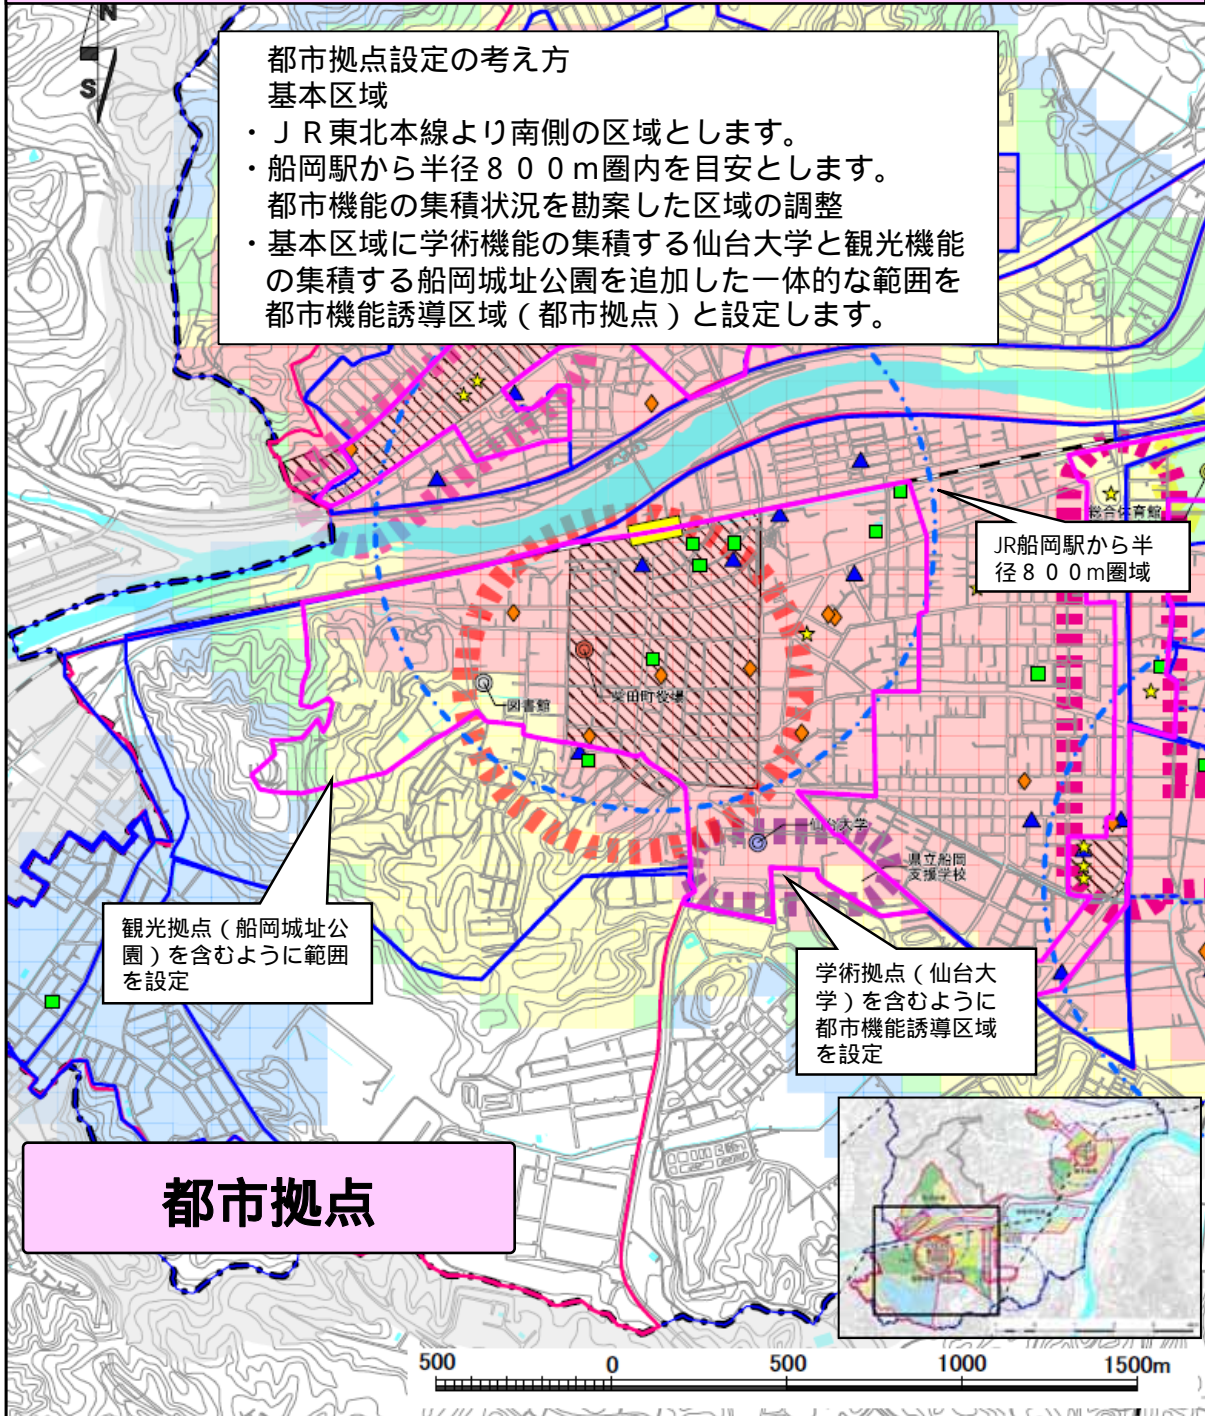 N
S
都市拠点設定の考え方
基本区域
・ＪＲ東北本線より南側の区域とします。
・船岡駅から半径８００ｍ圏内を目安とします。
都市機能の集積状況を勘案した区域の調整
・基本区域に学術機能の集積する仙台大学と観光機能
の集積する船岡城址公園を追加した一体的な範囲を
都市機能誘導区域（都市拠点）と設定します。
総合体育館
JR船岡駅から半
径８００ｍ圏域
柴田町役場
図書館
仙台大学
県立船岡
支援学校
観光拠点（船岡城址公
園）を含むように範囲
を設定
学術拠点（仙台大
学）を含むように
都市機能誘導区域
を設定
都市拠点
500 0 500 1000 1500m